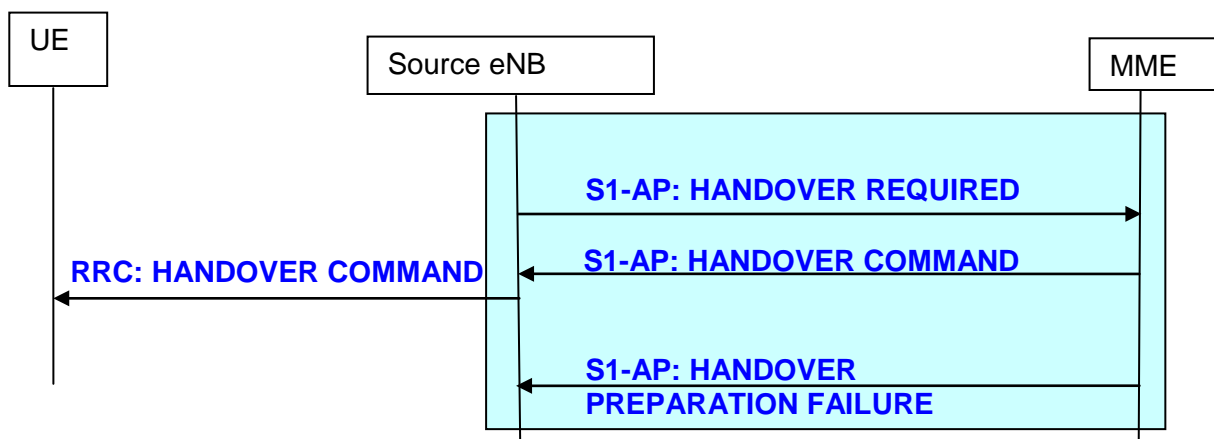 UE
Source eNB
MME
S1-AP: HANDOVER REQUIRED
S1-AP: HANDOVER COMMAND
RRC: HANDOVER COMMAND
S1-AP: HANDOVER
PREPARATION FAILURE